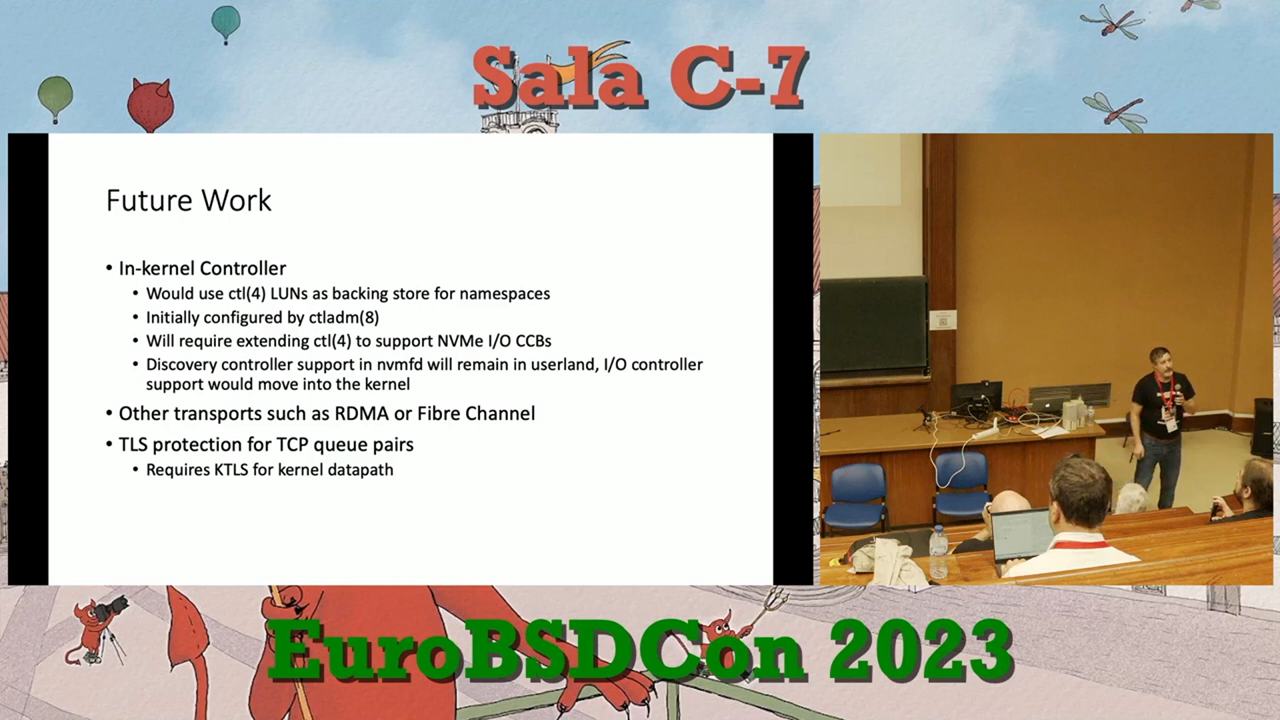 Sala C-7
Future Work
• In-kernel Controller
• Would use ctl(4) LUNs as backing store for namespaces
• Initially configured by ctladm(8)
• Will require extending ctl(4) to support NVMe I/O CCBs
• Discovery controller support in nvmfd will remain in userland, I/O controller
support would move into the kernel
• Other transports such as RDMA or Fibre Channel
• TLS protection for TCP queue pairs
• Requires KTLS for kernel datapath
EuroBSDCon 2023